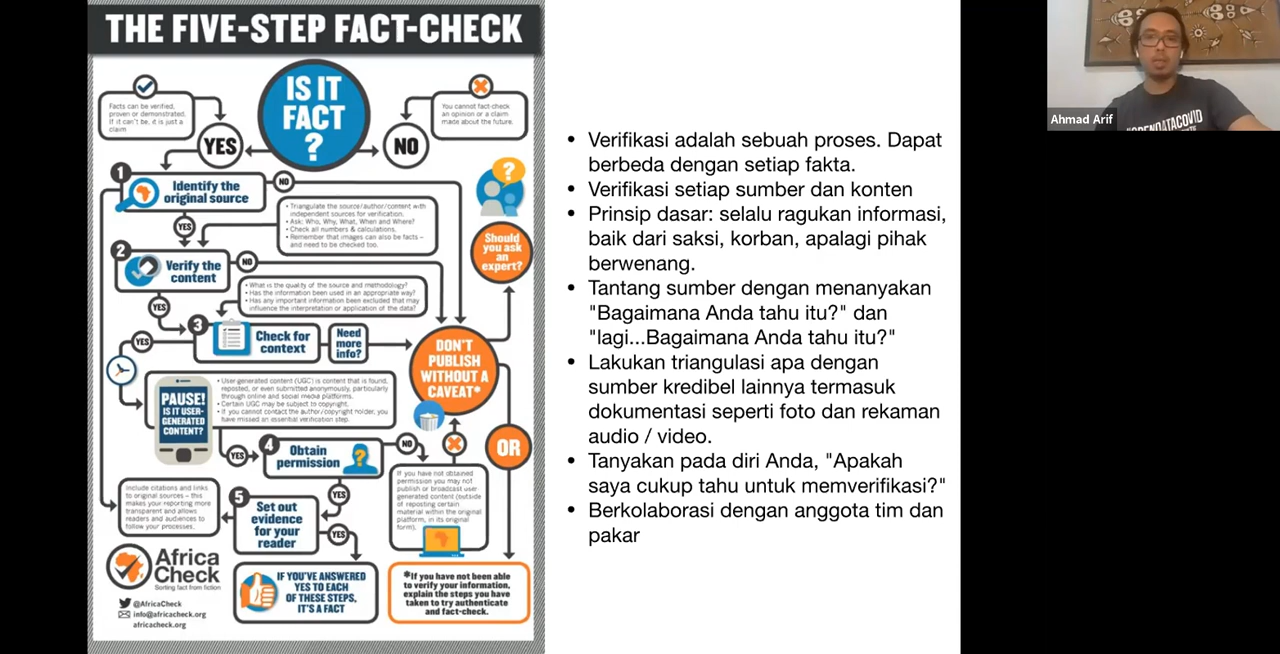 THE FIVE-STEP FACT-CHECK
IS IT
FACT
?
Facts can be verified,
proven or demonstrated.
If it can't be, it is just a
claim
YES
You cannot fact-check
an opinion or a claim
made about the future.
NO
1
Identify the
original source
NO
YES
• Triangulate the source/author/content with
independent sources for verification.
• Ask: Who, Why, What, When and Where?
• Check all numbers & calculations.
• Remember that images can also be facts –
and need to be checked too.
?
Should
you ask
an
expert?
2
Verify the
content
NO
YES
• What is the quality of the source and methodology?
• Has the information been used in an appropriate way?
• Has any important information been excluded that may
influence the interpretation or application of the data?
3
Check for
context
Need
more
info?
YES
DON'T
PUBLISH
WITHOUT A
CAVEAT*
PAUSE!
IS IT USER-
GENERATED
CONTENT?
• User generated content (UGC) is content that is found,
reposted, or even submitted anonymously, particularly
through online and social media platforms.
• Certain UGC may be subject to copyright.
• If you cannot contact the author/copyright holder, you
have missed an essential verification step.
YES
4
Obtain
permission
?
NO
OR
YES
If you have not obtained
permission you may not
publish or broadcast user-
generated content (outside
of reposting certain
material within the original
platform, in its original
form).
Include citations and links
to original sources – this
makes your reporting more
transparent and allows
readers and audiences to
follow your processes.
5
Set out
evidence
for your
reader
YES
Africa
Check
Sorting fact from fiction
@AfricaCheck
info@africacheck.org
africacheck.org
IF YOU'VE ANSWERED
YES TO EACH
OF THESE STEPS,
IT'S A FACT
*If you have not been able
to verify your information,
explain the steps you have
taken to try authenticate
and fact-check.
• Verifikasi adalah sebuah proses. Dapat
berbeda dengan setiap fakta.
• Verifikasi setiap sumber dan konten
• Prinsip dasar: selalu ragukan informasi,
baik dari saksi, korban, apalagi pihak
berwenang.
• Tantang sumber dengan menanyakan
"Bagaimana Anda tahu itu?" dan
"lagi...Bagaimana Anda tahu itu?"
• Lakukan triangulasi apa dengan
sumber kredibel lainnya termasuk
dokumentasi seperti foto dan rekaman
audio / video.
• Tanyakan pada diri Anda, "Apakah
saya cukup tahu untuk memverifikasi?"
• Berkolaborasi dengan anggota tim dan
pakar
Ahmad Arif